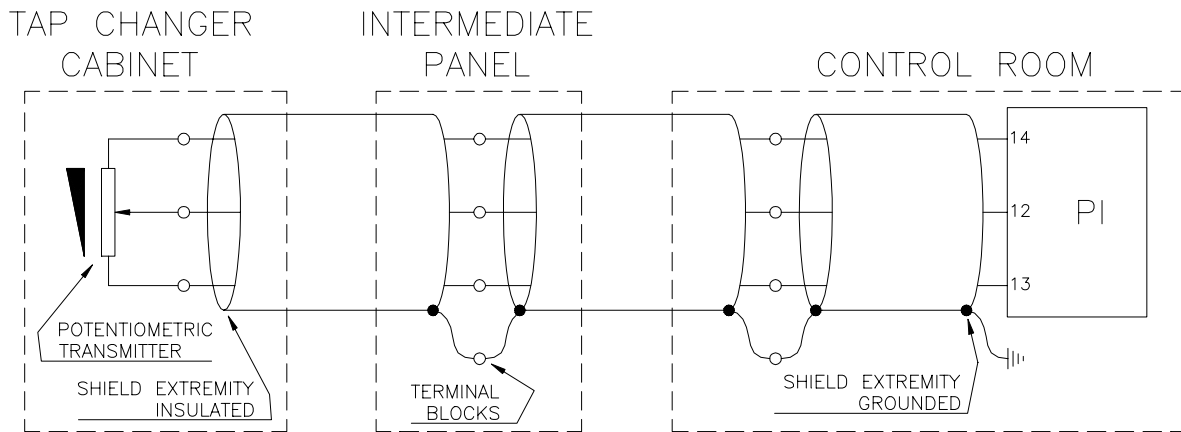 TAP CHANGER
CABINET
INTERMEDIATE
PANEL
CONTROL ROOM
14
12
13
PI
POTENTIOMETRIC
TRANSMITTER
SHIELD EXTREMITY
INSULATED
TERMINAL
BLOCKS
SHIELD EXTREMITY
GROUNDED